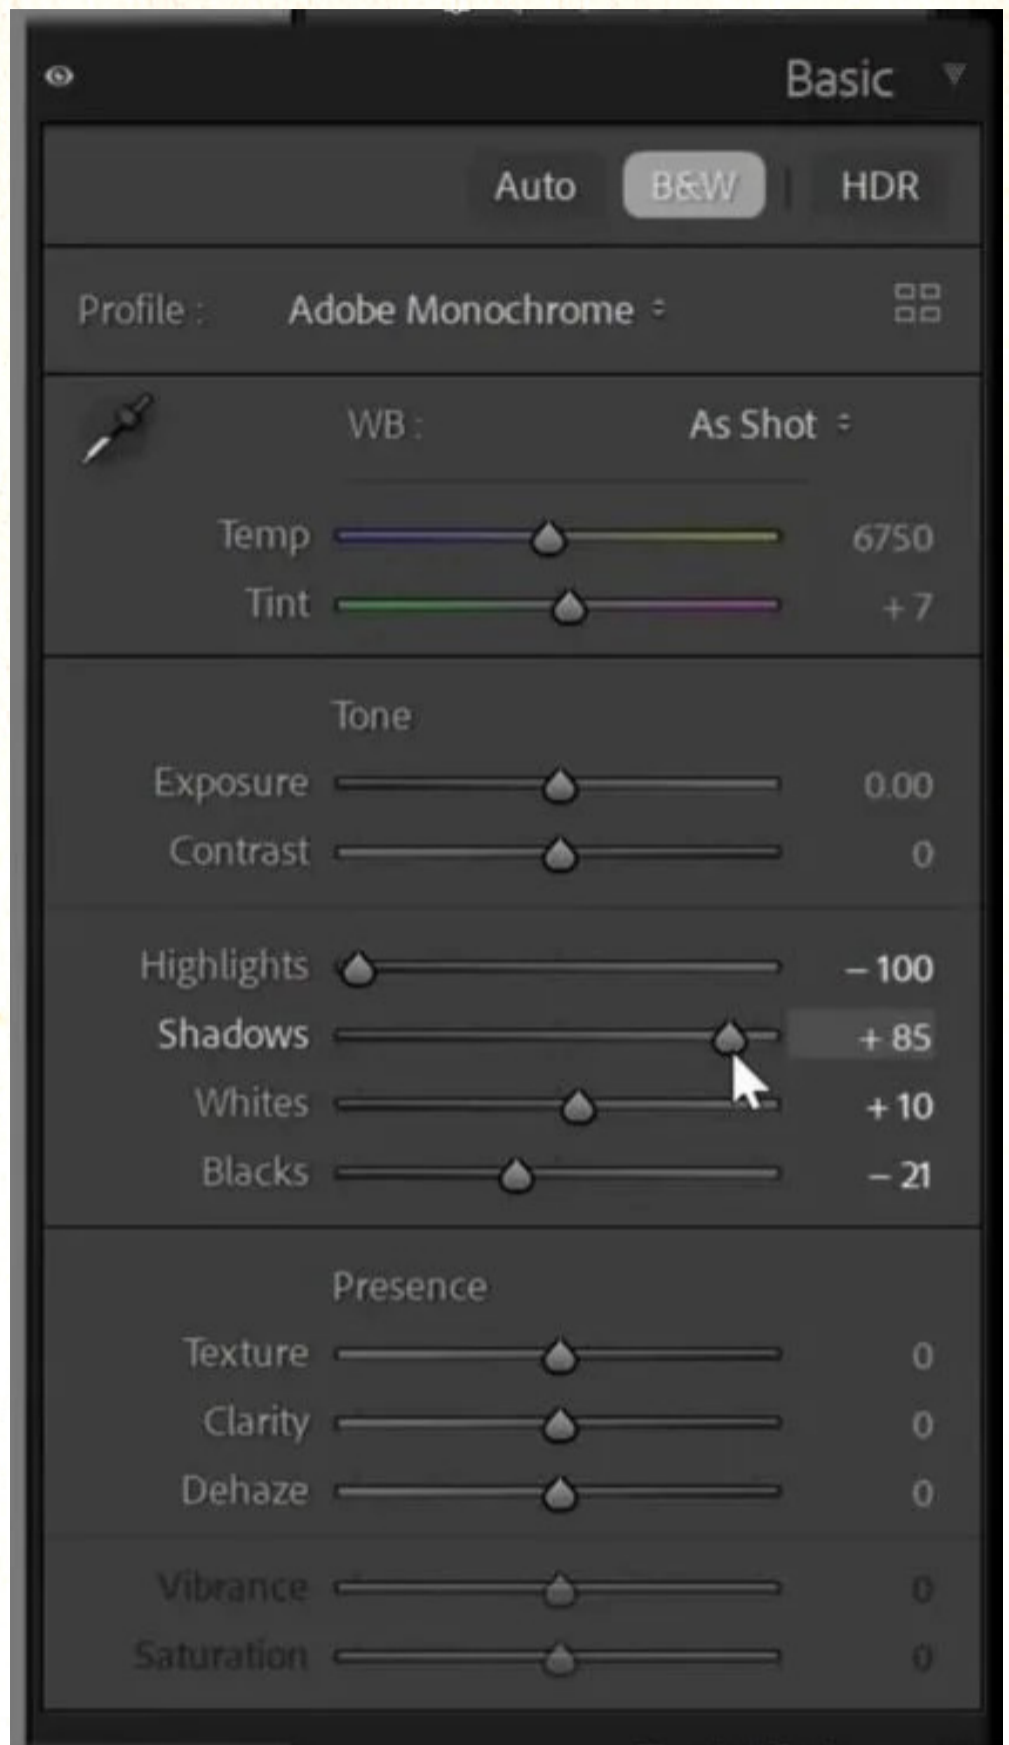 Basic
Auto B&W HDR
Profile : Adobe Monochrome
WB : As Shot
Temp 6750
Tint + 7
Tone
Exposure 0.00
Contrast 0
Highlights – 100
Shadows + 85
Whites + 10
Blacks – 21
Presence
Texture 0
Clarity 0
Dehaze 0
Vibrance 0
Saturation 0